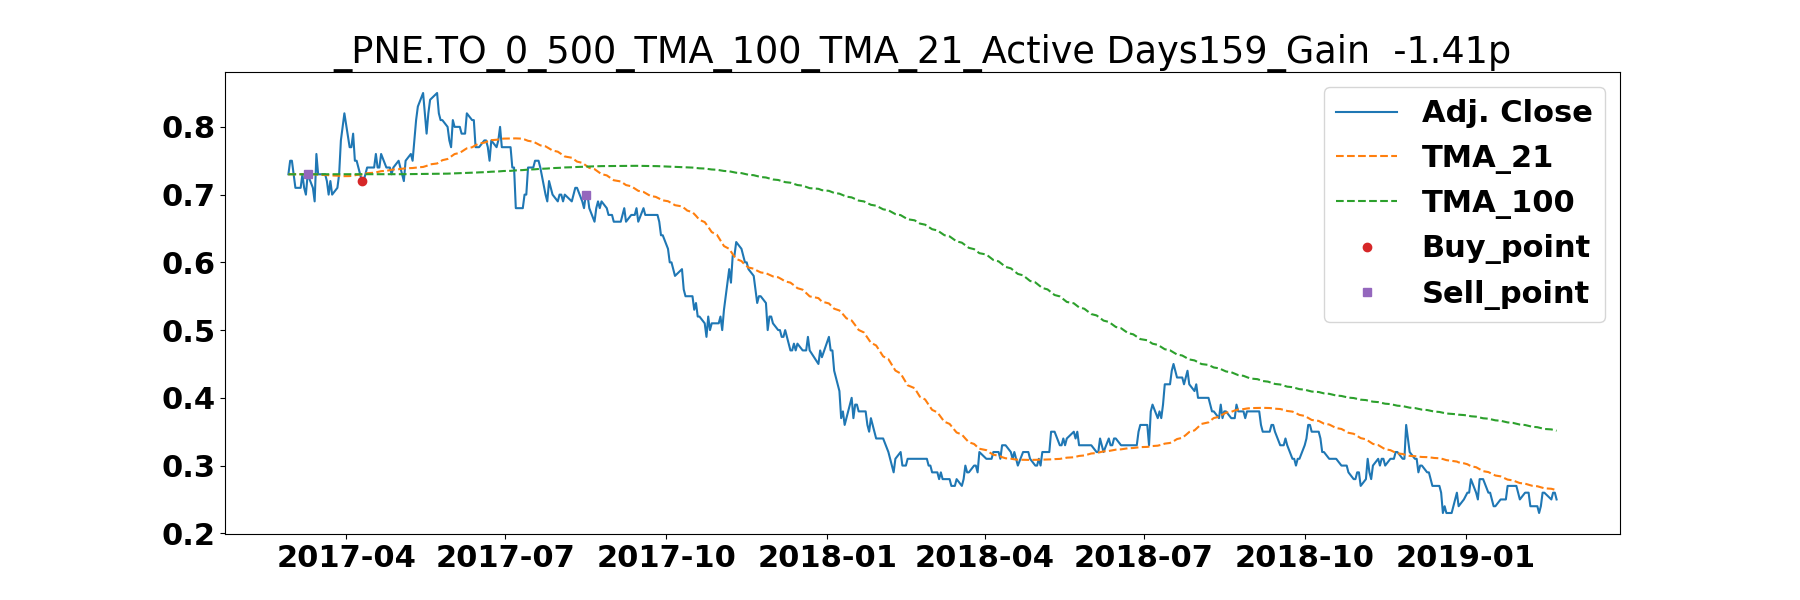 _PNE.TO_0_500_TMA_100_TMA_21_Active Days159_Gain  -1.41p
Adj. Close
TMA_21
TMA_100
Buy_point
Sell_point
0.8
0.7
0.6
0.5
0.4
0.3
0.2
2017-04 2017-07 2017-10 2018-01 2018-04 2018-07 2018-10 2019-01